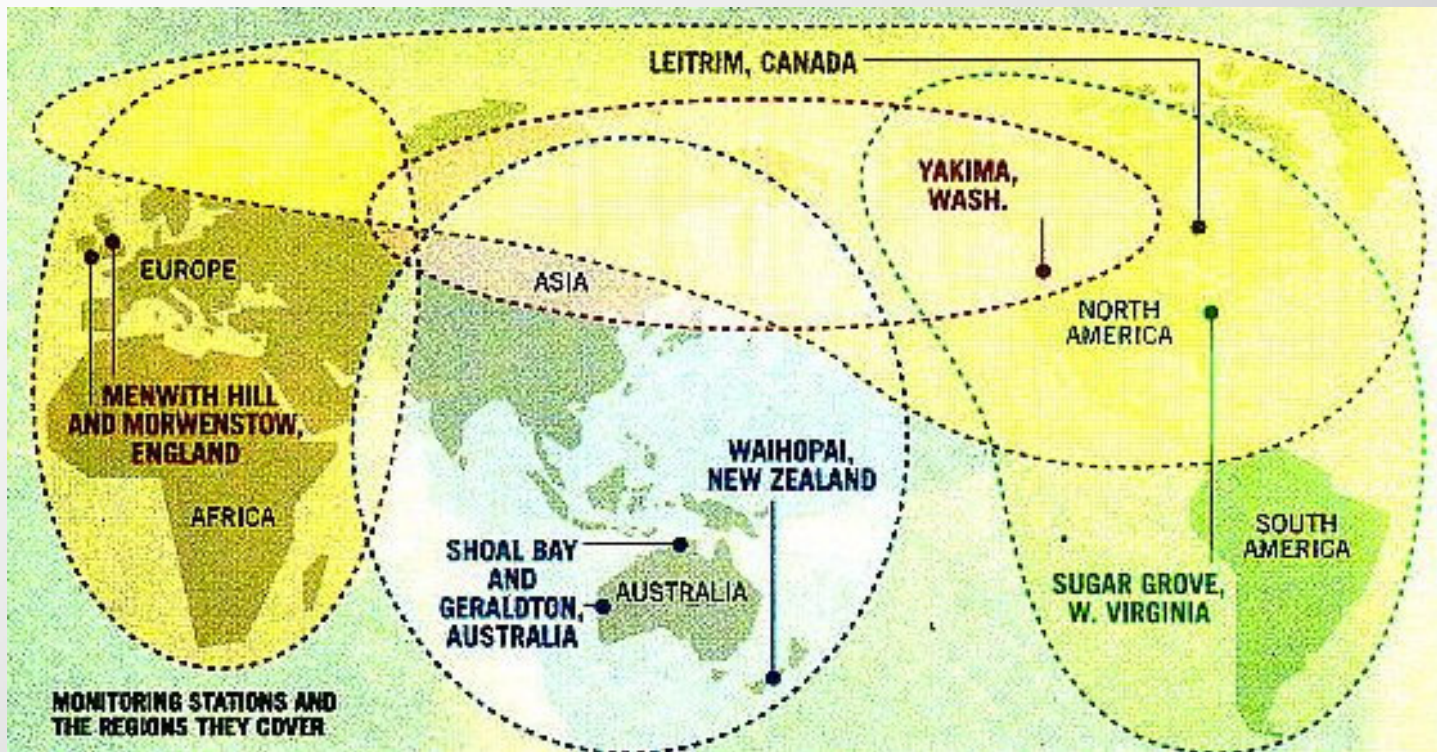 LEITRIM, CANADA
YAKIMA,
WASH.
EUROPE
ASIA
NORTH
AMERICA
MENWITH HILL
AND MORWENSTOW,
ENGLAND
WAIHOPAI,
NEW ZEALAND
AFRICA
SHOAL BAY
AND
GERALDTON,
AUSTRALIA
AUSTRALIA
SOUTH
AMERICA
SUGAR GROVE,
W. VIRGINIA
MONITORING STATIONS AND
THE REGIONS THEY COVER